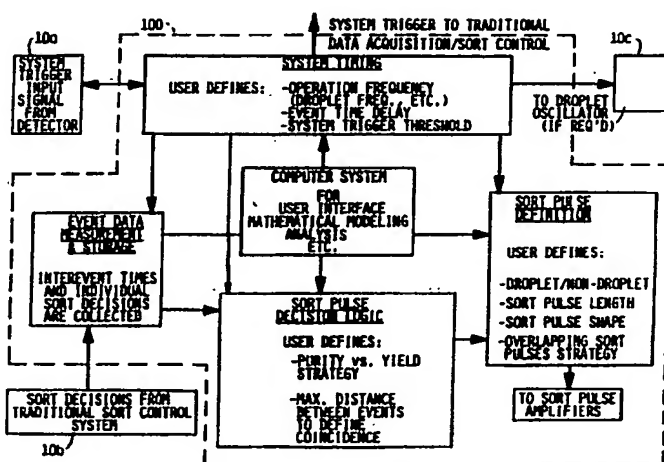 10a
SYSTEM
TRIGGER
INPUT
SIGNAL
FROM
DETECTOR
100
SYSTEM TRIGGER TO TRADITIONAL
DATA ACQUISITION/SORT CONTROL
SYSTEM TIMING
USER DEFINES: -OPERATION FREQUENCY
(DROPLET FREQ., ETC.)
-EVENT TIME DELAY
-SYSTEM TRIGGER THRESHOLD
10c
TO DROPLET
OSCILLATOR
(IF REQ'D)
COMPUTER SYSTEM
FOR
USER INTERFACE
MATHEMATICAL MODELING
ANALYSIS
ETC.
EVENT DATA
MEASUREMENT
& STORAGE
INTEREVENT TIMES
AND INDIVIDUAL
SORT DECISIONS
ARE COLLECTED
SORT PULSE
DECISION LOGIC
USER DEFINES:
-PURITY vs. YIELD
STRATEGY
-MAX. DISTANCE
BETWEEN EVENTS
TO DEFINE
COINCIDENCE
SORT PULSE
DEFINITION
USER DEFINES:
-DROPLET/NON-DROPLET
-SORT PULSE LENGTH
-SORT PULSE SHAPE
-OVERLAPPING SORT
PULSES STRATEGY
SORT DECISIONS FROM
TRADITIONAL SORT CONTROL
SYSTEM
10b
TO SORT PULSE
AMPLIFIERS